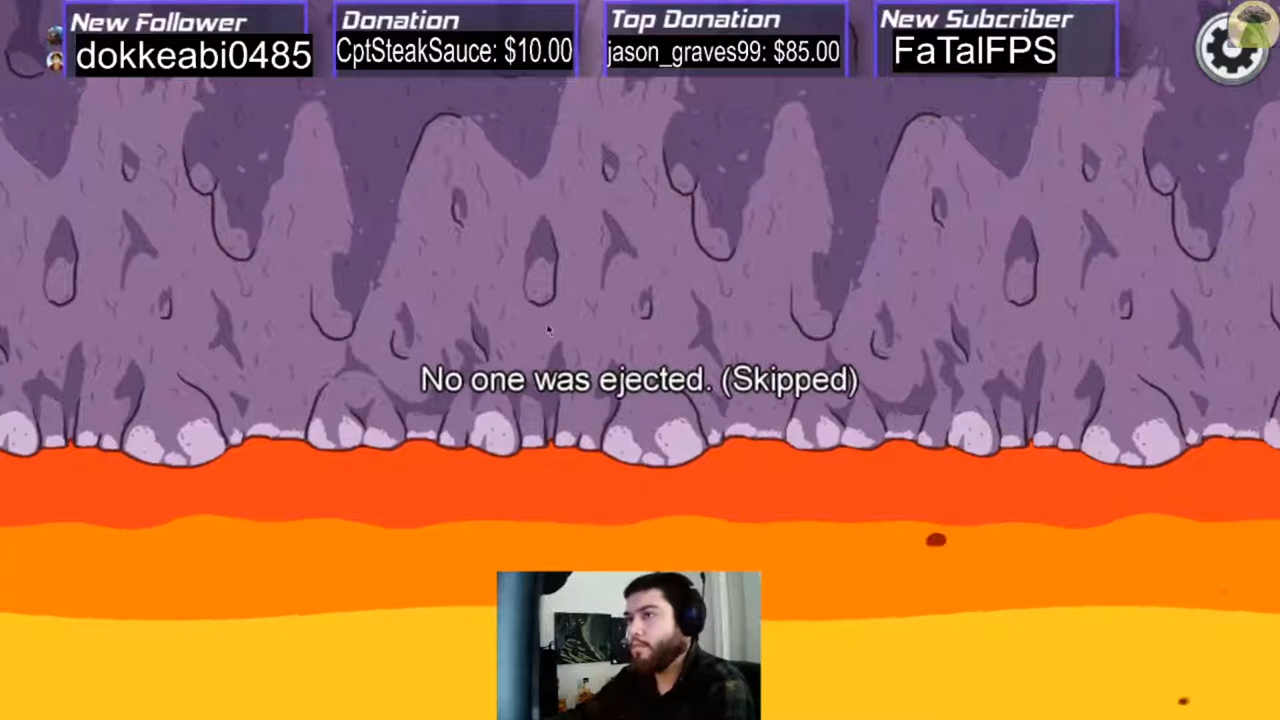 New Follower
dokkeabi0485
Donation
CptSteakSauce: $10.00
Top Donation
jason_graves99: $85.00
New Subcriber
FaTalFPS
No one was ejected. (Skipped)